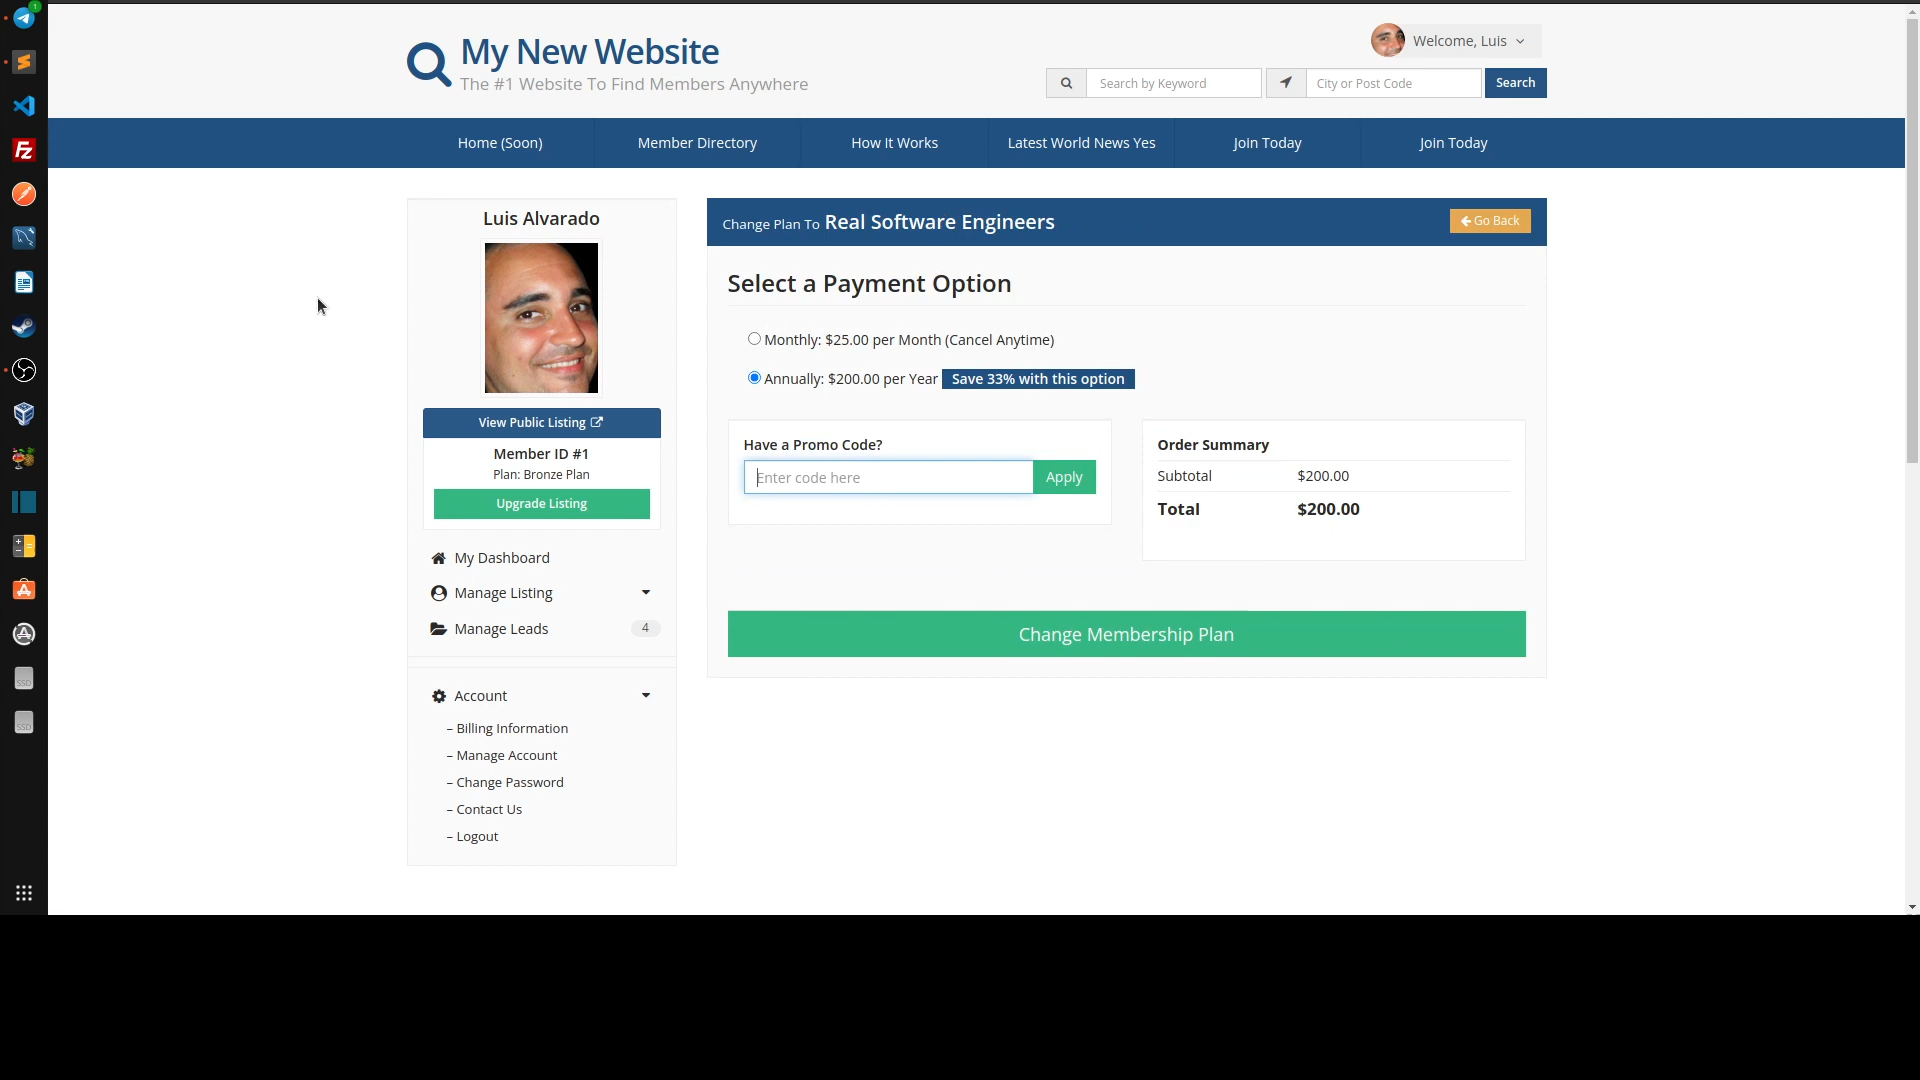 1
My New Website
The #1 Website To Find Members Anywhere
Welcome, Luis
Search by Keyword
City or Post Code
Search
Home (Soon)
Member Directory
How It Works
Latest World News Yes
Join Today
Join Today
Luis Alvarado
View Public Listing
Member ID #1
Plan: Bronze Plan
Upgrade Listing
My Dashboard
Manage Listing
Manage Leads 4
Account
– Billing Information
– Manage Account
– Change Password
– Contact Us
– Logout
Change Plan To Real Software Engineers
Go Back
Select a Payment Option
Monthly: $25.00 per Month (Cancel Anytime)
Annually: $200.00 per Year Save 33% with this option
Have a Promo Code?
Enter code here
Apply
Order Summary
Subtotal $200.00
Total $200.00
Change Membership Plan
SSD
SSD